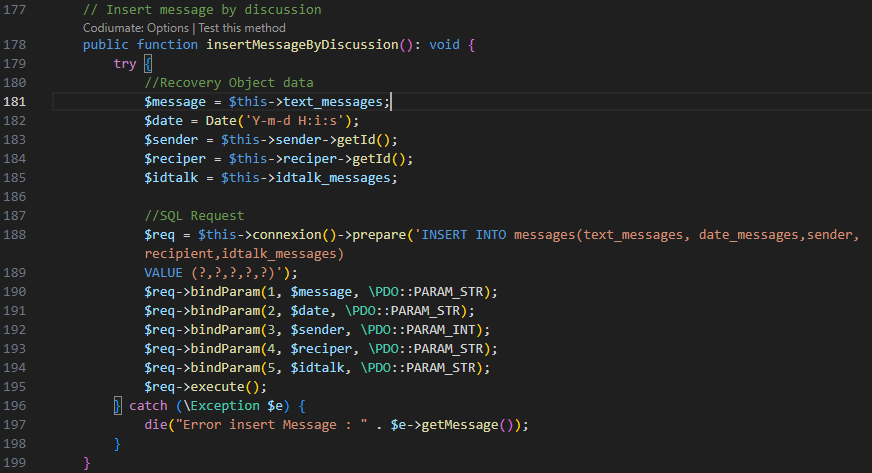 177 // Insert message by discussion
Codiumate: Options | Test this method
178 public function insertMessageByDiscussion(): void {
179 try {
180 //Recovery Object data
181 $message = $this->text_messages;
182 $date = Date('Y-m-d H:i:s');
183 $sender = $this->sender->getId();
184 $reciper = $this->reciper->getId();
185 $idtalk = $this->idtalk_messages;
186
187 //SQL Request
188 $req = $this->connexion()->prepare('INSERT INTO messages(text_messages, date_messages,sender,
recipient,idtalk_messages)
189 VALUE (?,?,?,?,?)');
190 $req->bindParam(1, $message, \PDO::PARAM_STR);
191 $req->bindParam(2, $date, \PDO::PARAM_STR);
192 $req->bindParam(3, $sender, \PDO::PARAM_INT);
193 $req->bindParam(4, $reciper, \PDO::PARAM_STR);
194 $req->bindParam(5, $idtalk, \PDO::PARAM_STR);
195 $req->execute();
196 } catch (\Exception $e) {
197 die("Error insert Message : " . $e->getMessage());
198 }
199 }